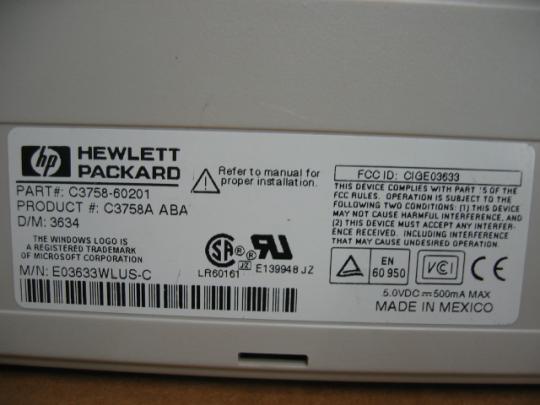 hp HEWLETT
PACKARD
PART#: C3758-60201
PRODUCT #: C3758A ABA
D/M: 3634
THE WINDOWS LOGO IS
A REGISTERED TRADEMARK
OF MICROSOFT CORPORATION
M/N: E03633WLUS-C
Refer to manual for
proper installation.
SA
LR60161
JZ
E139948 JZ
FCC ID: CIGE03633
THIS DEVICE COMPLIES WITH PART 15 OF THE
FCC RULES. OPERATION IS SUBJECT TO THE
FOLLOWING TWO CONDITIONS: (1) THIS DEVICE
MAY NOT CAUSE HARMFUL INTERFERENCE, AND
(2) THIS DEVICE MUST ACCEPT ANY INTERFER-
ENCE RECEIVED, INCLUDING INTERFERENCE
THAT MAY CAUSE UNDESIRED OPERATION.
EN
60 950
VCI
CE
5.0VDC 500mA MAX
MADE IN MEXICO